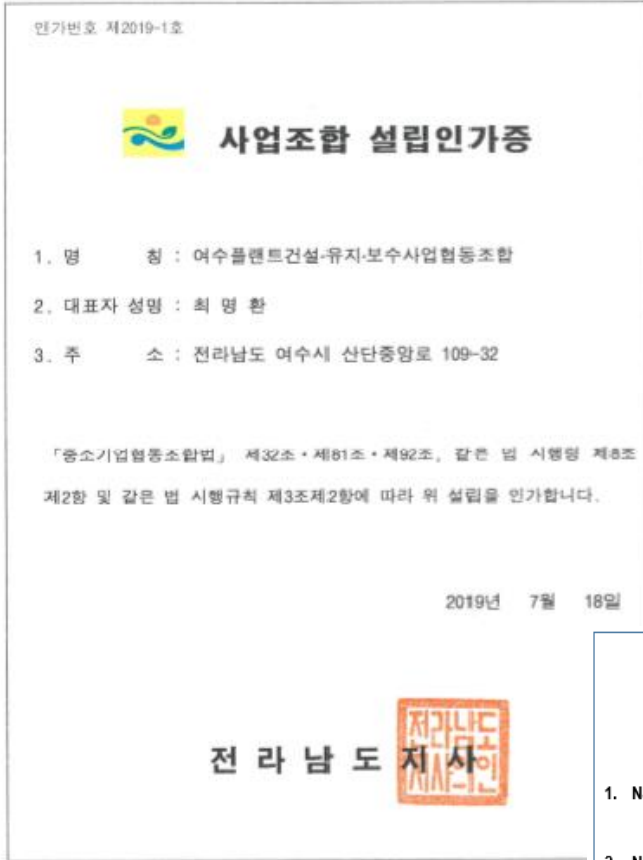 인가번호 제2019-1호
사업조합 설립인가증
1. 명 칭 : 여수플랜트건설·유지·보수사업협동조합
2. 대표자 성명 : 최 명 환
3. 주 소 : 전라남도 여수시 산단중앙로 109-32
「중소기업협동조합법」 제32조·제81조·제92조, 같은 법 시행령 제8조
제2항 및 같은 법 시행규칙 제3조제2항에 따라 위 설립을 인가합니다.
2019년 7월 18일
전 라 남 도 지 사
전라남도
지사의인
1. N